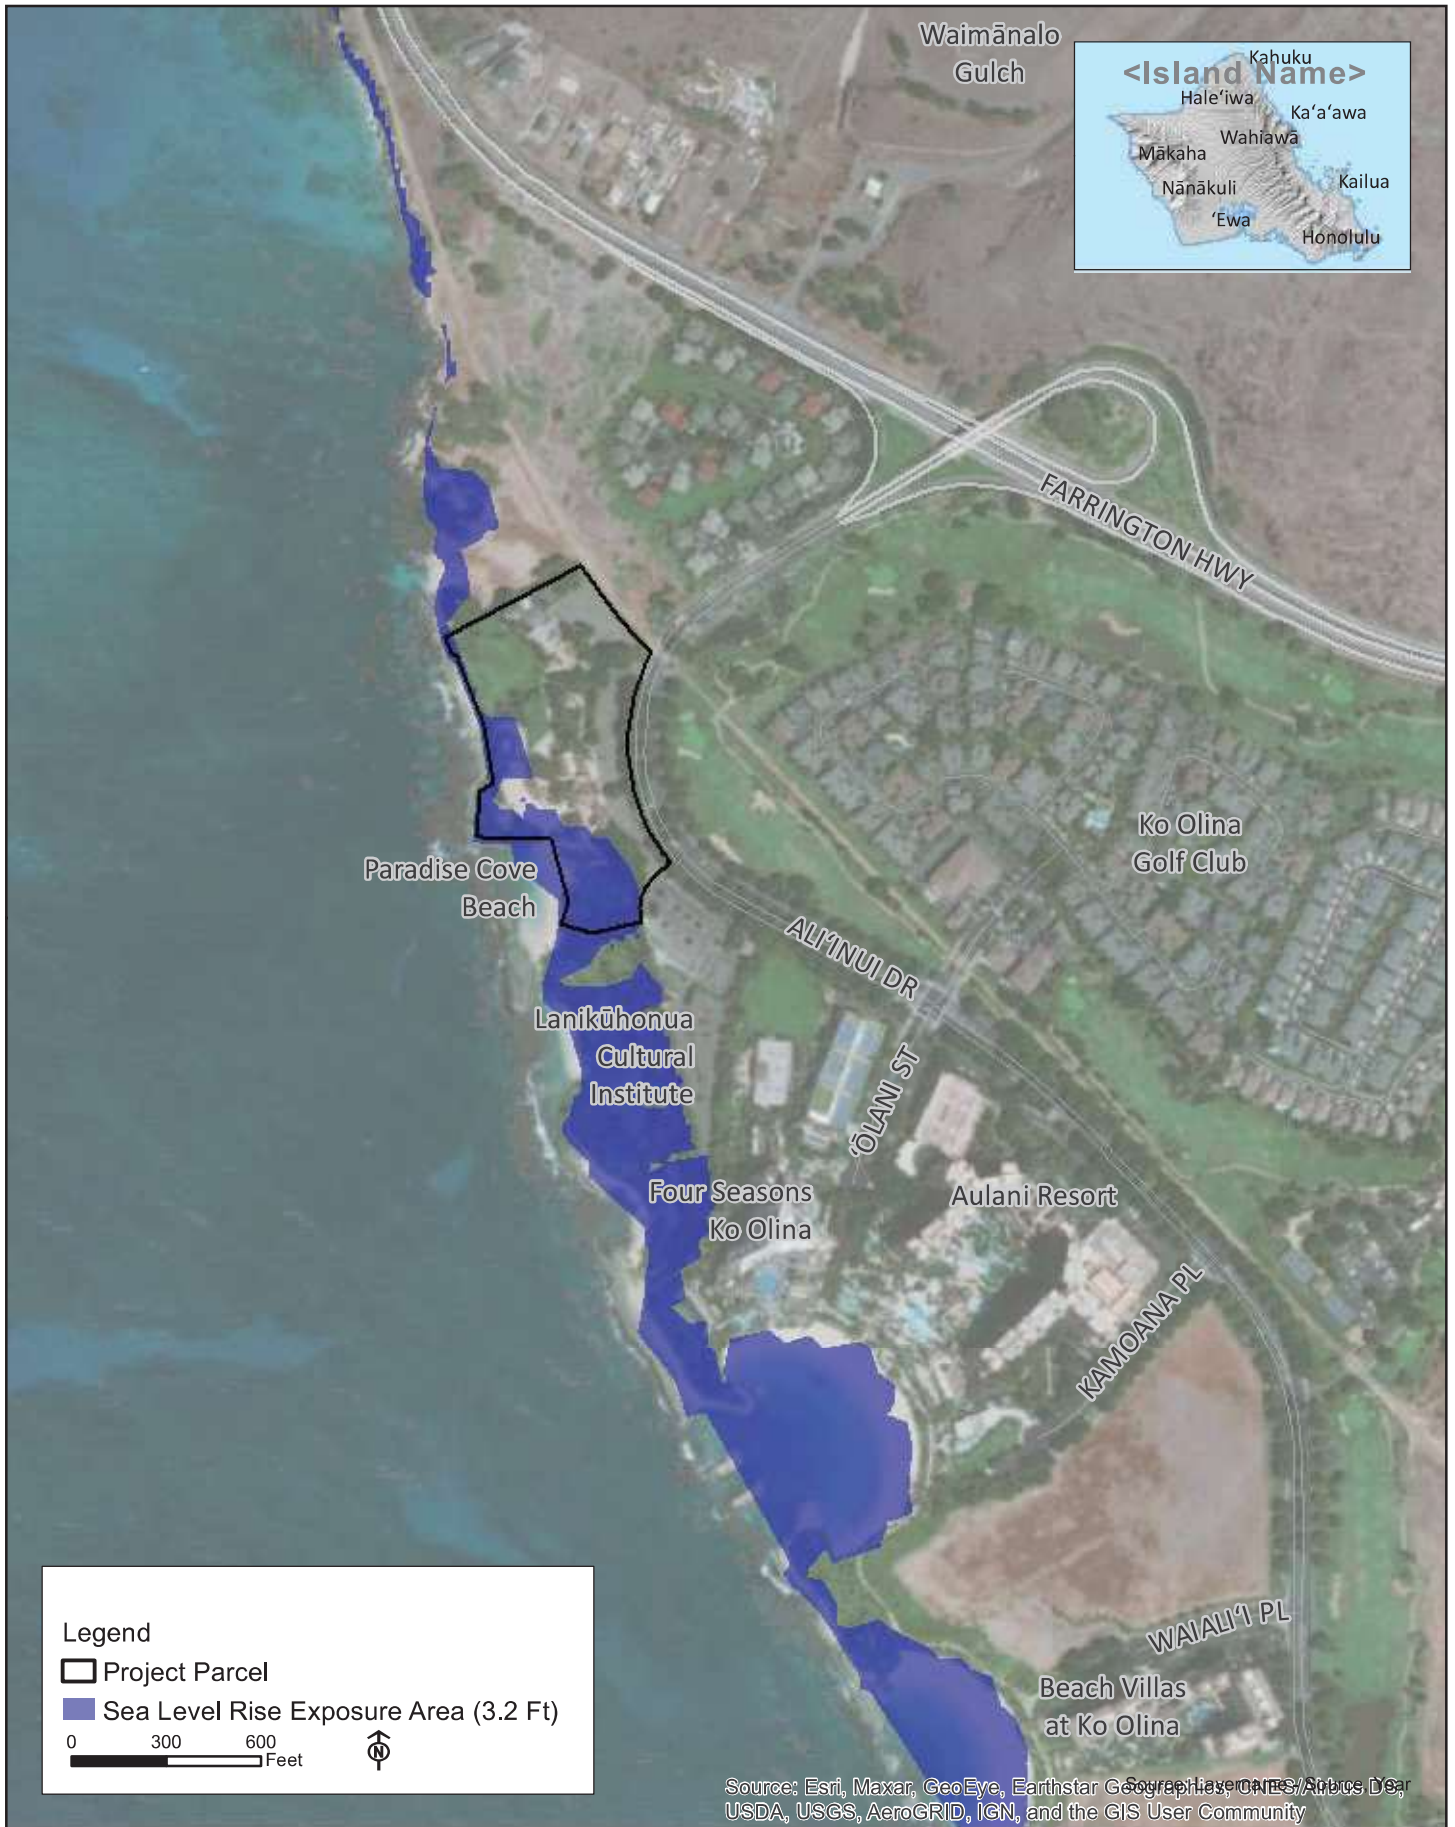 Waimānalo
Gulch
<Island Name>
Kahuku
Haleʻiwa
Kaʻaʻawa
Wahiawā
Mākaha
Kailua
Nānākuli
ʻEwa
Honolulu
FARRINGTON HWY
Ko Olina
Golf Club
Paradise Cove
Beach
ALIʻINUI DR
Lanikūhonua
Cultural
Institute
ʻŌLANI ST
Four Seasons
Ko Olina
Aulani Resort
KAMOANA PL
WAIALIʻI PL
Beach Villas
at Ko Olina
Legend
Project Parcel
Sea Level Rise Exposure Area (3.2 Ft)
0 300 600
Feet
N
Source: Esri, Maxar, GeoEye, Earthstar Geographics, CNES/Airbus DS,
USDA, USGS, AeroGRID, IGN, and the GIS User Community
Source: Layername / Source, Year